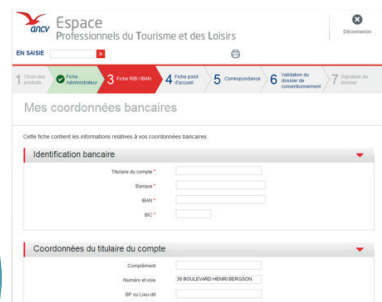 ancv
Espace
Professionnels du Tourisme et des Loisirs
Déconnexion
EN SAISIE
1 Choix des produits
Fiche Administrateur
3 Fiche RIB / IBAN
4 Fiche point d'accueil
5 Correspondance
6 Validation du dossier de conventionnement
7 Signature du dossier
Mes coordonnées bancaires
Cette fiche contient les informations relatives à vos coordonnées bancaires
Identification bancaire
Titulaire du compte *
Banque *
IBAN *
BIC *
Coordonnées du titulaire du compte
Complément
Numéro et voie
36 BOULEVARD HENRI BERGSON
BP ou Lieu-dit